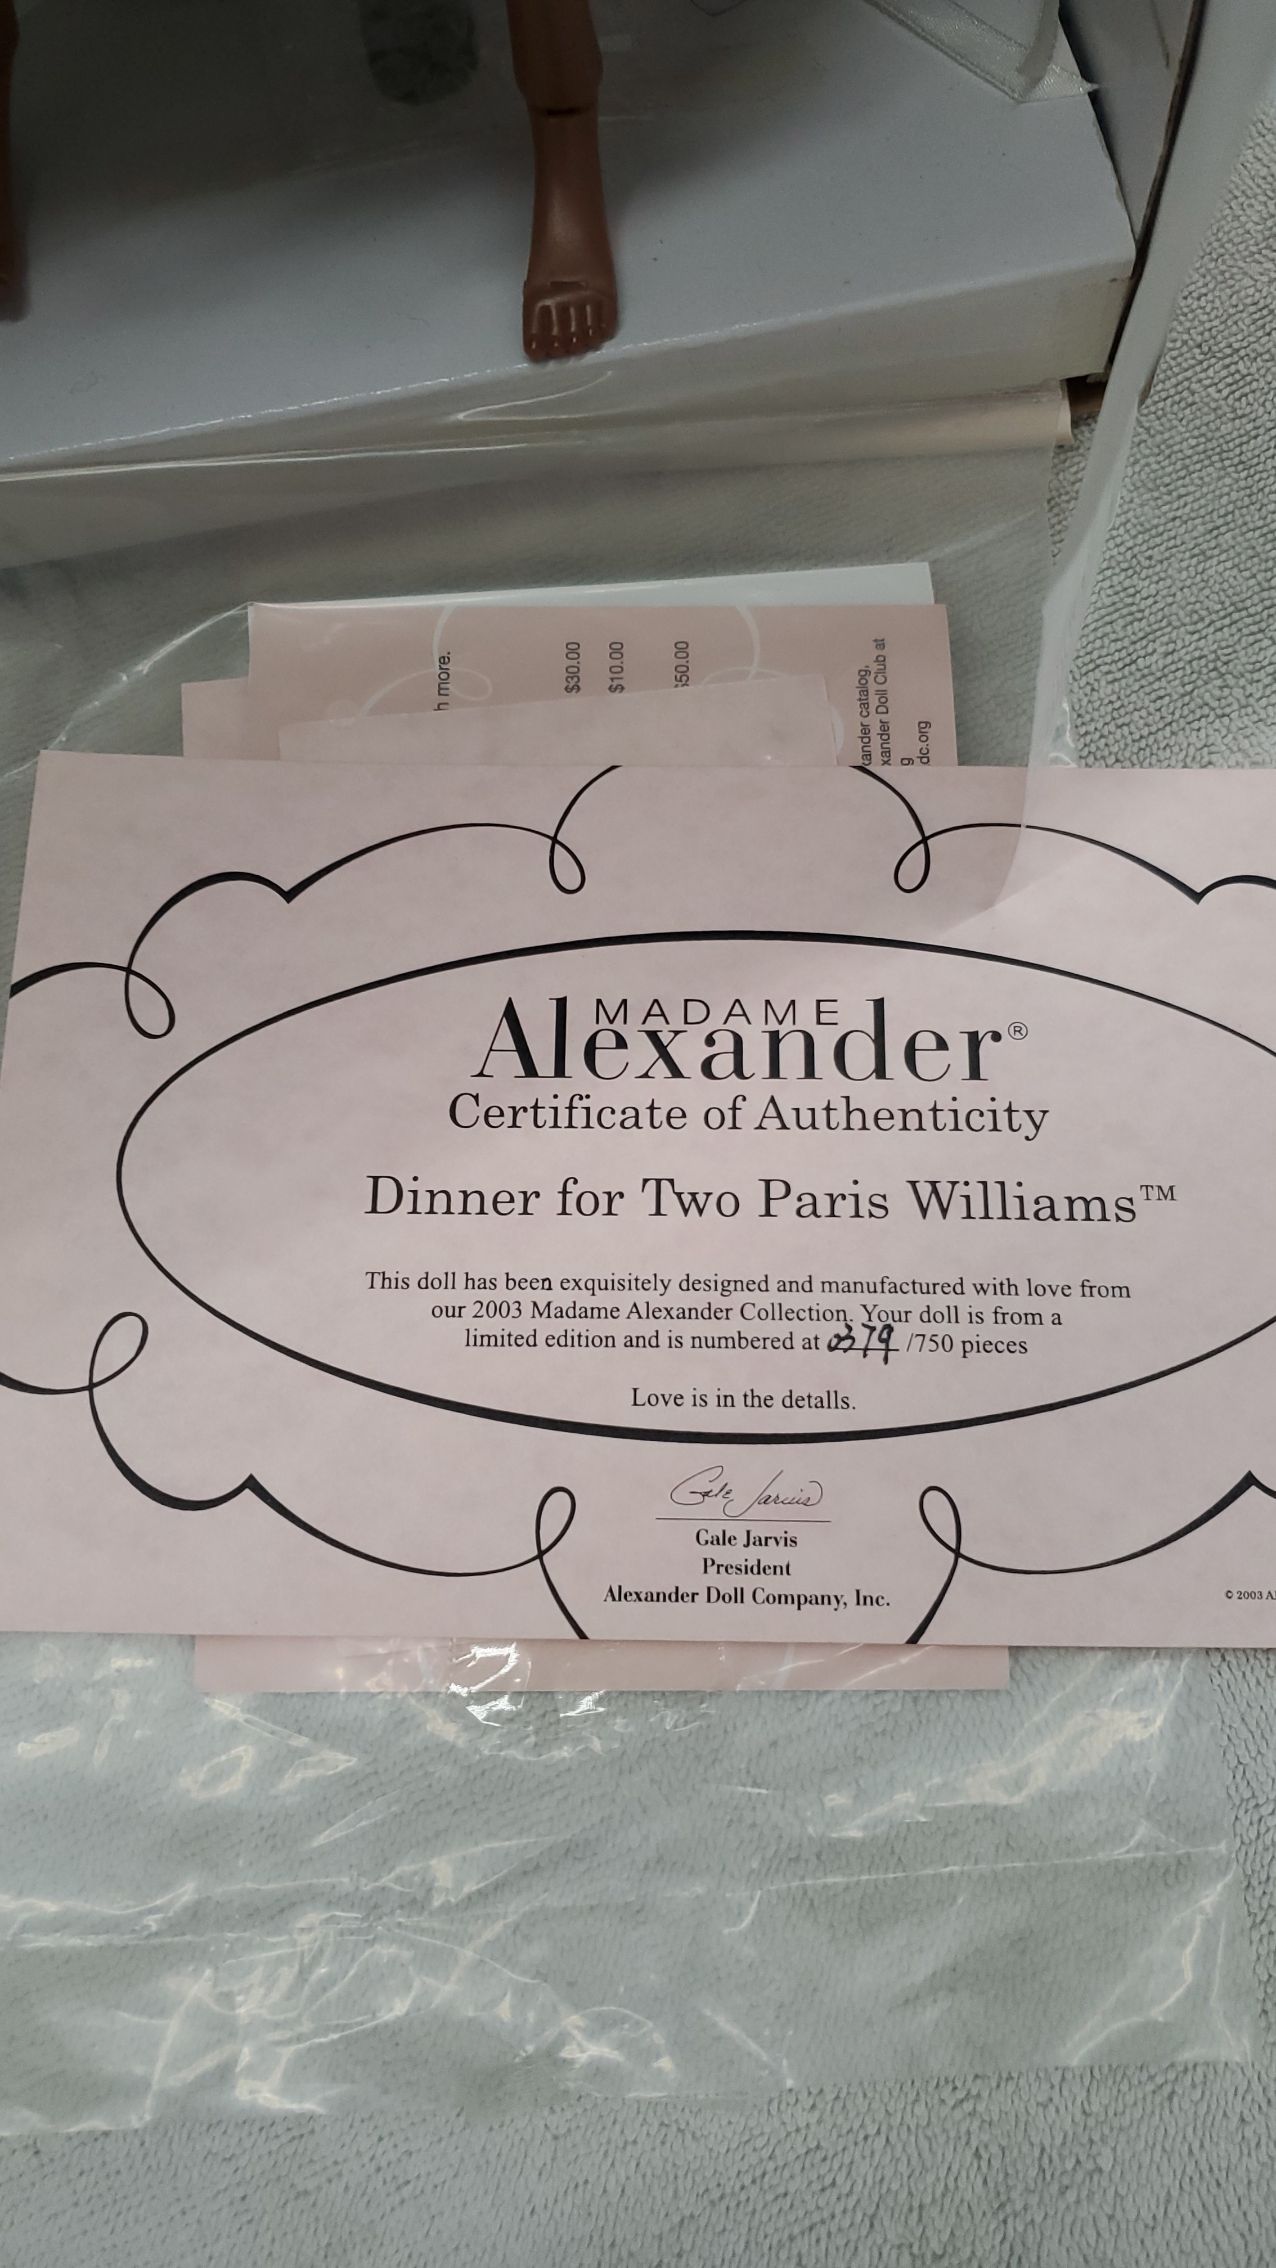 h more.
$30.00
$10.00
$50.00
xander catalog,
xander Doll Club at
g
dc.org
MADAME
Alexander®
Certificate of Authenticity
Dinner for Two Paris Williams™
This doll has been exquisitely designed and manufactured with love from
our 2003 Madame Alexander Collection. Your doll is from a
limited edition and is numbered at 0379 /750 pieces
Love is in the details.
Gale Jarvis
Gale Jarvis
President
Alexander Doll Company, Inc.
© 2003 Al